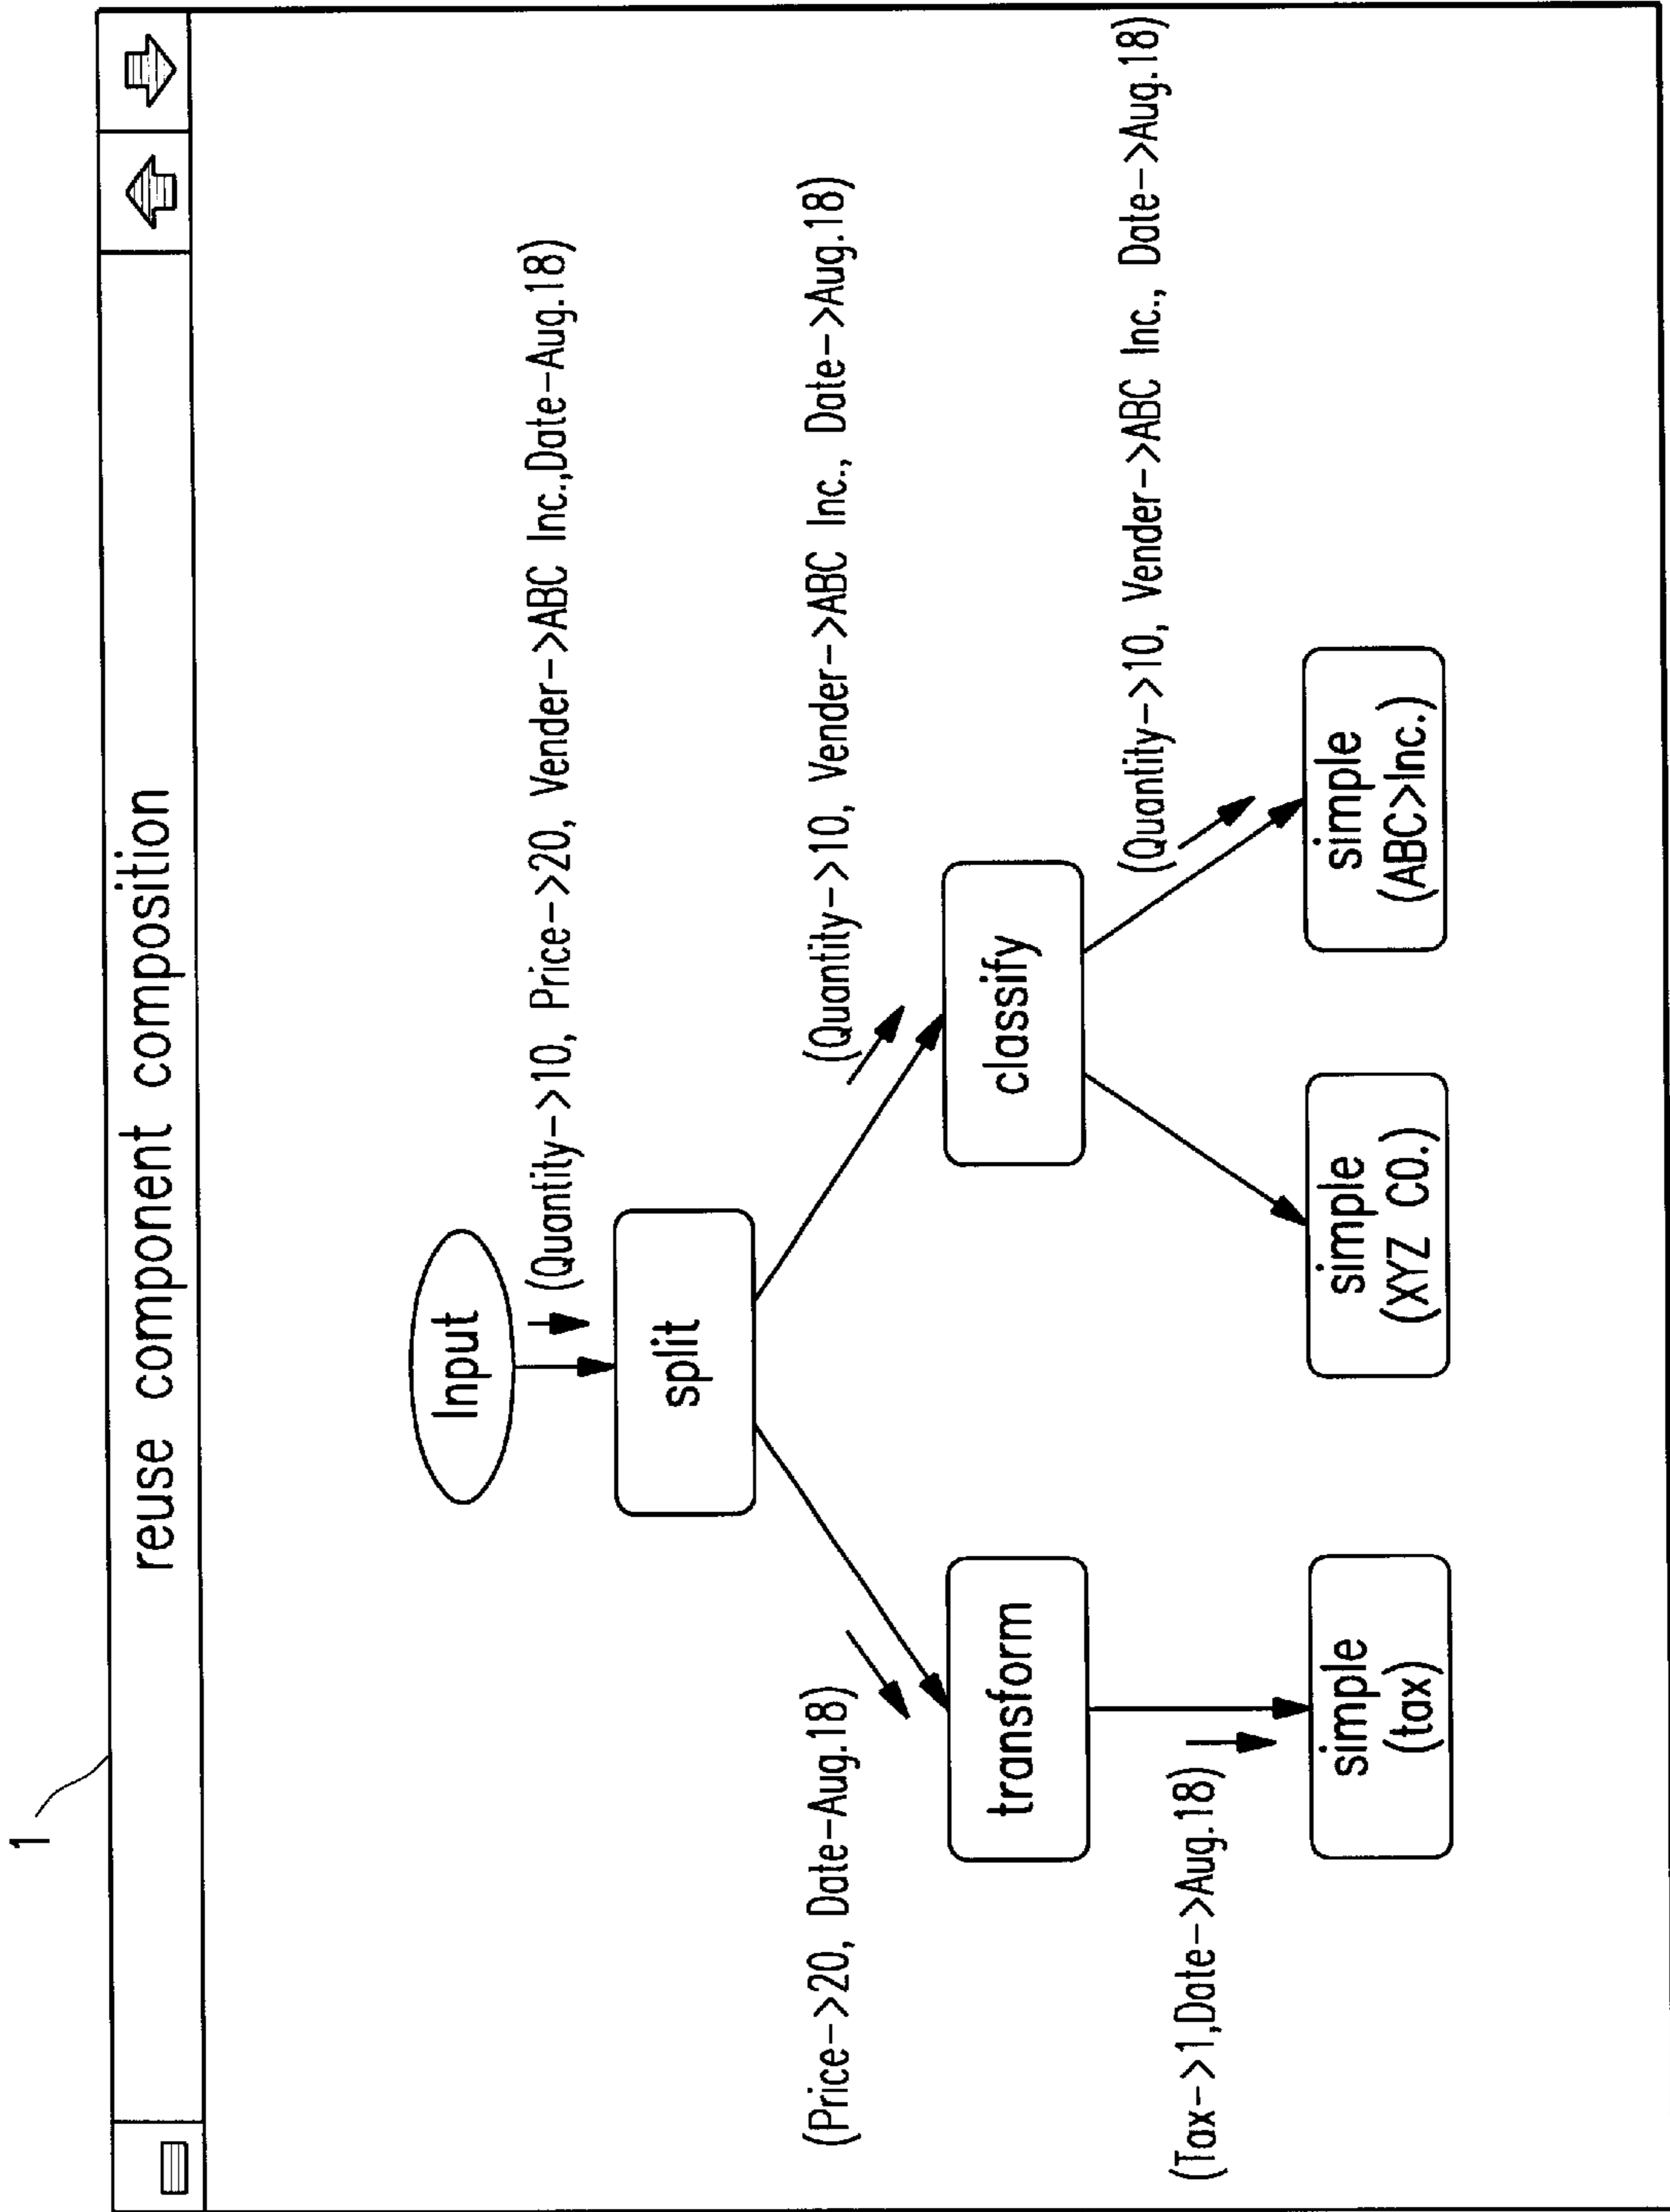 1
reuse component composition
Input
(Quantity->10, Price->20, Vender->ABC Inc.,Date-Aug.18)
split
(Price->20, Date-Aug.18)
(Quantity->10, Vender->ABC Inc., Date->Aug.18)
transform
classify
(Tax->1,Date->Aug.18)
(Quantity->10, Vender->ABC Inc., Date->Aug.18)
simple
(tax)
simple
(XYZ CO.)
simple
(ABC>Inc.)